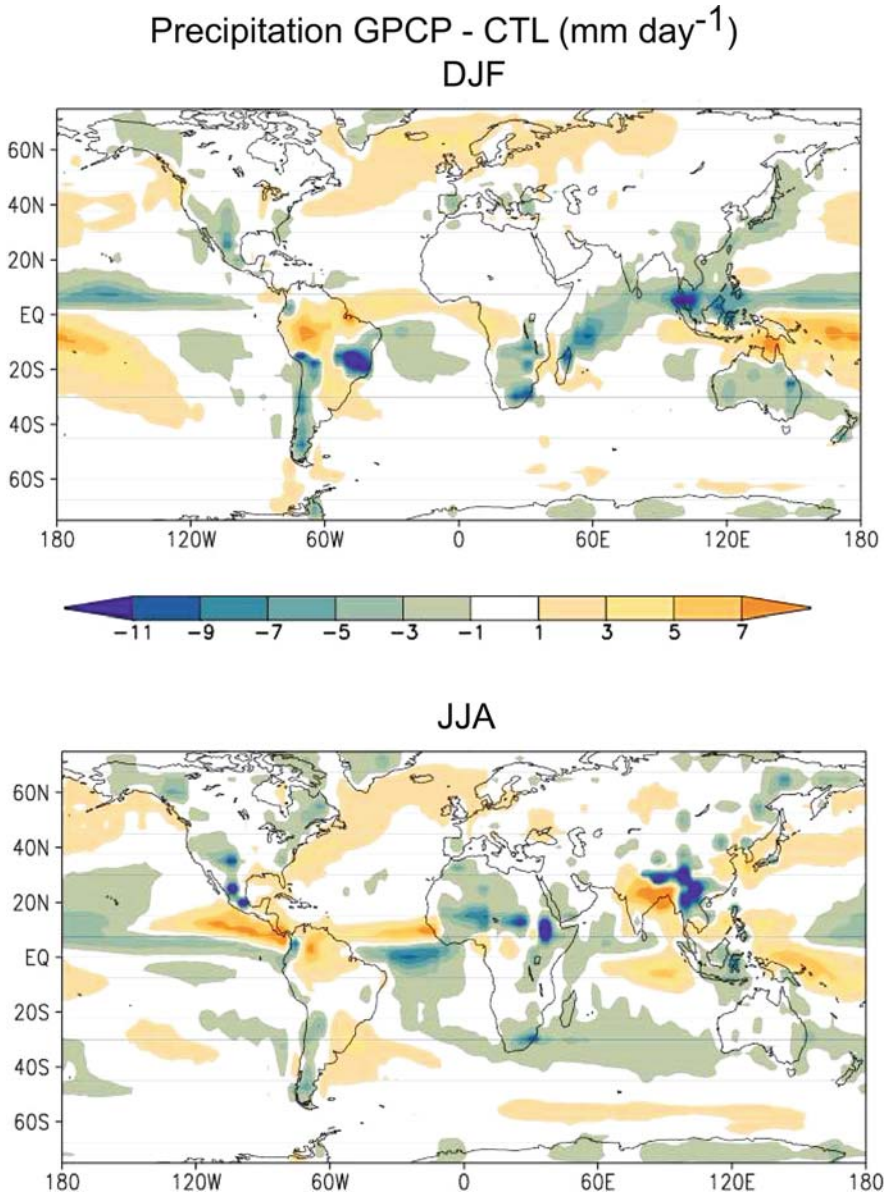 Precipitation GPCP - CTL (mm day-1)
DJF
60N
40N
20N
EQ
20S
40S
60S
180 120W 60W 0 60E 120E 180
-11 -9 -7 -5 -3 -1 1 3 5 7
JJA
60N
40N
20N
EQ
20S
40S
60S
180 120W 60W 0 60E 120E 180